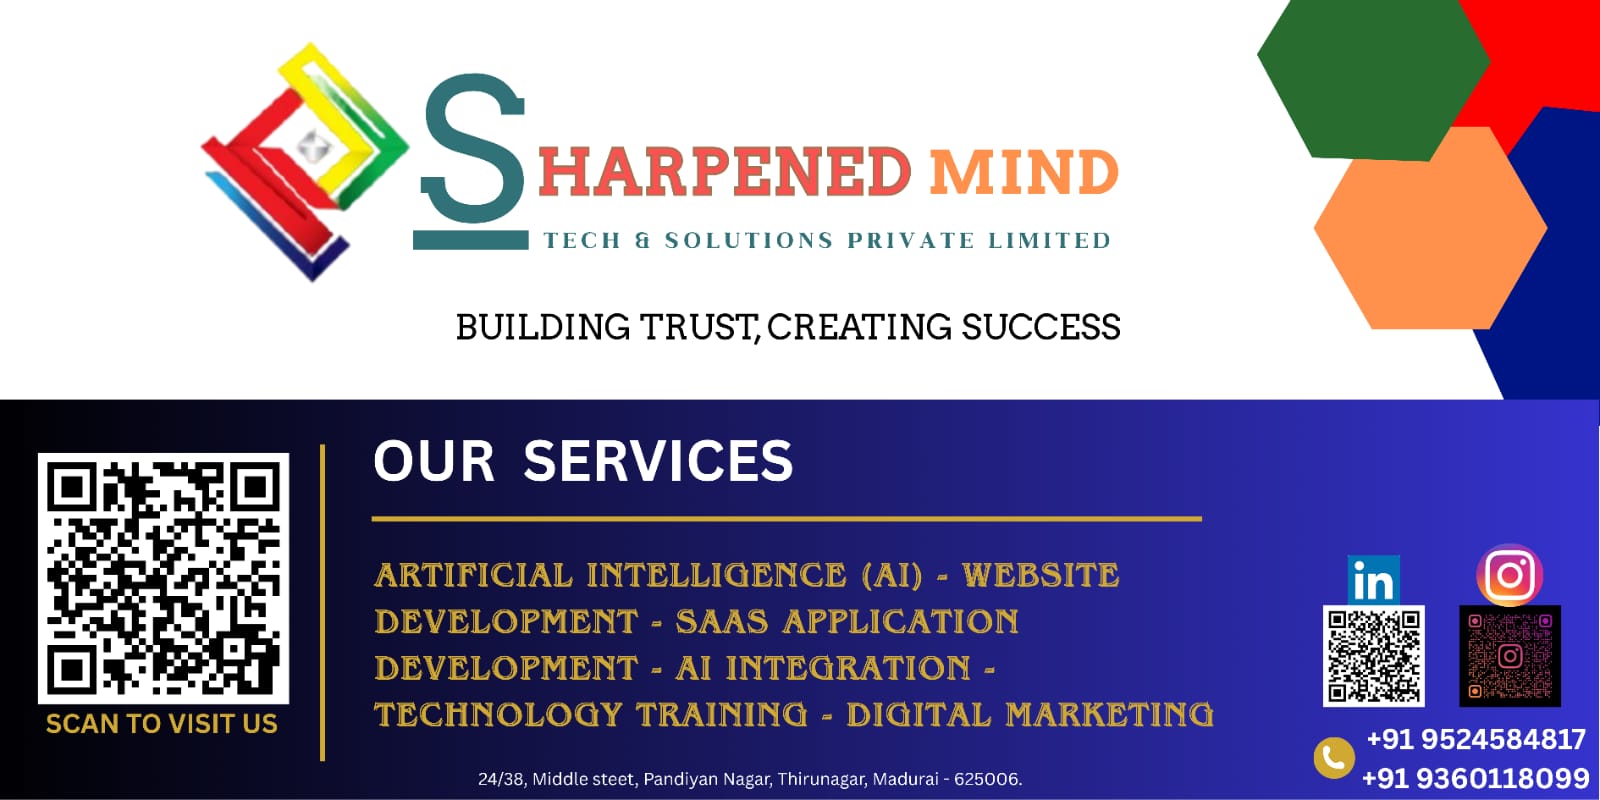 SHARPENED MIND
TECH & SOLUTIONS PRIVATE LIMITED
BUILDING TRUST, CREATING SUCCESS
OUR SERVICES
ARTIFICIAL INTELLIGENCE (AI) - WEBSITE
DEVELOPMENT - SAAS APPLICATION
DEVELOPMENT - AI INTEGRATION -
TECHNOLOGY TRAINING - DIGITAL MARKETING
SCAN TO VISIT US
24/38, Middle steet, Pandiyan Nagar, Thirunagar, Madurai - 625006.
in
+91 9524584817
+91 9360118099